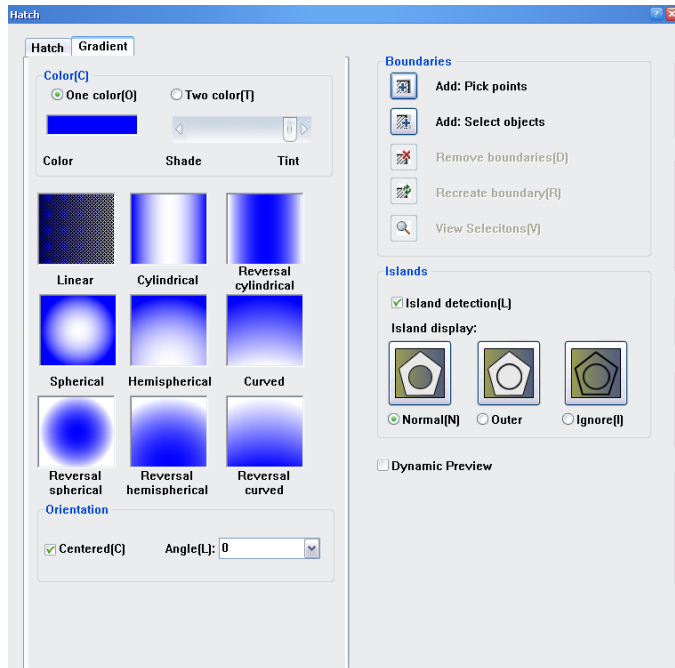 Hatch
Hatch Gradient
Color(C)
One color(O) Two color(T)
Color Shade Tint
Linear Cylindrical Reversal cylindrical
Spherical Hemispherical Curved
Reversal spherical Reversal hemispherical Reversal curved
Orientation
Centered(C) Angle(L): 0
Boundaries
Add: Pick points
Add: Select objects
Remove boundaries(D)
Recreate boundary(R)
View Selecitons(V)
Islands
Island detection(L)
Island display:
Normal(N) Outer Ignore(I)
Dynamic Preview